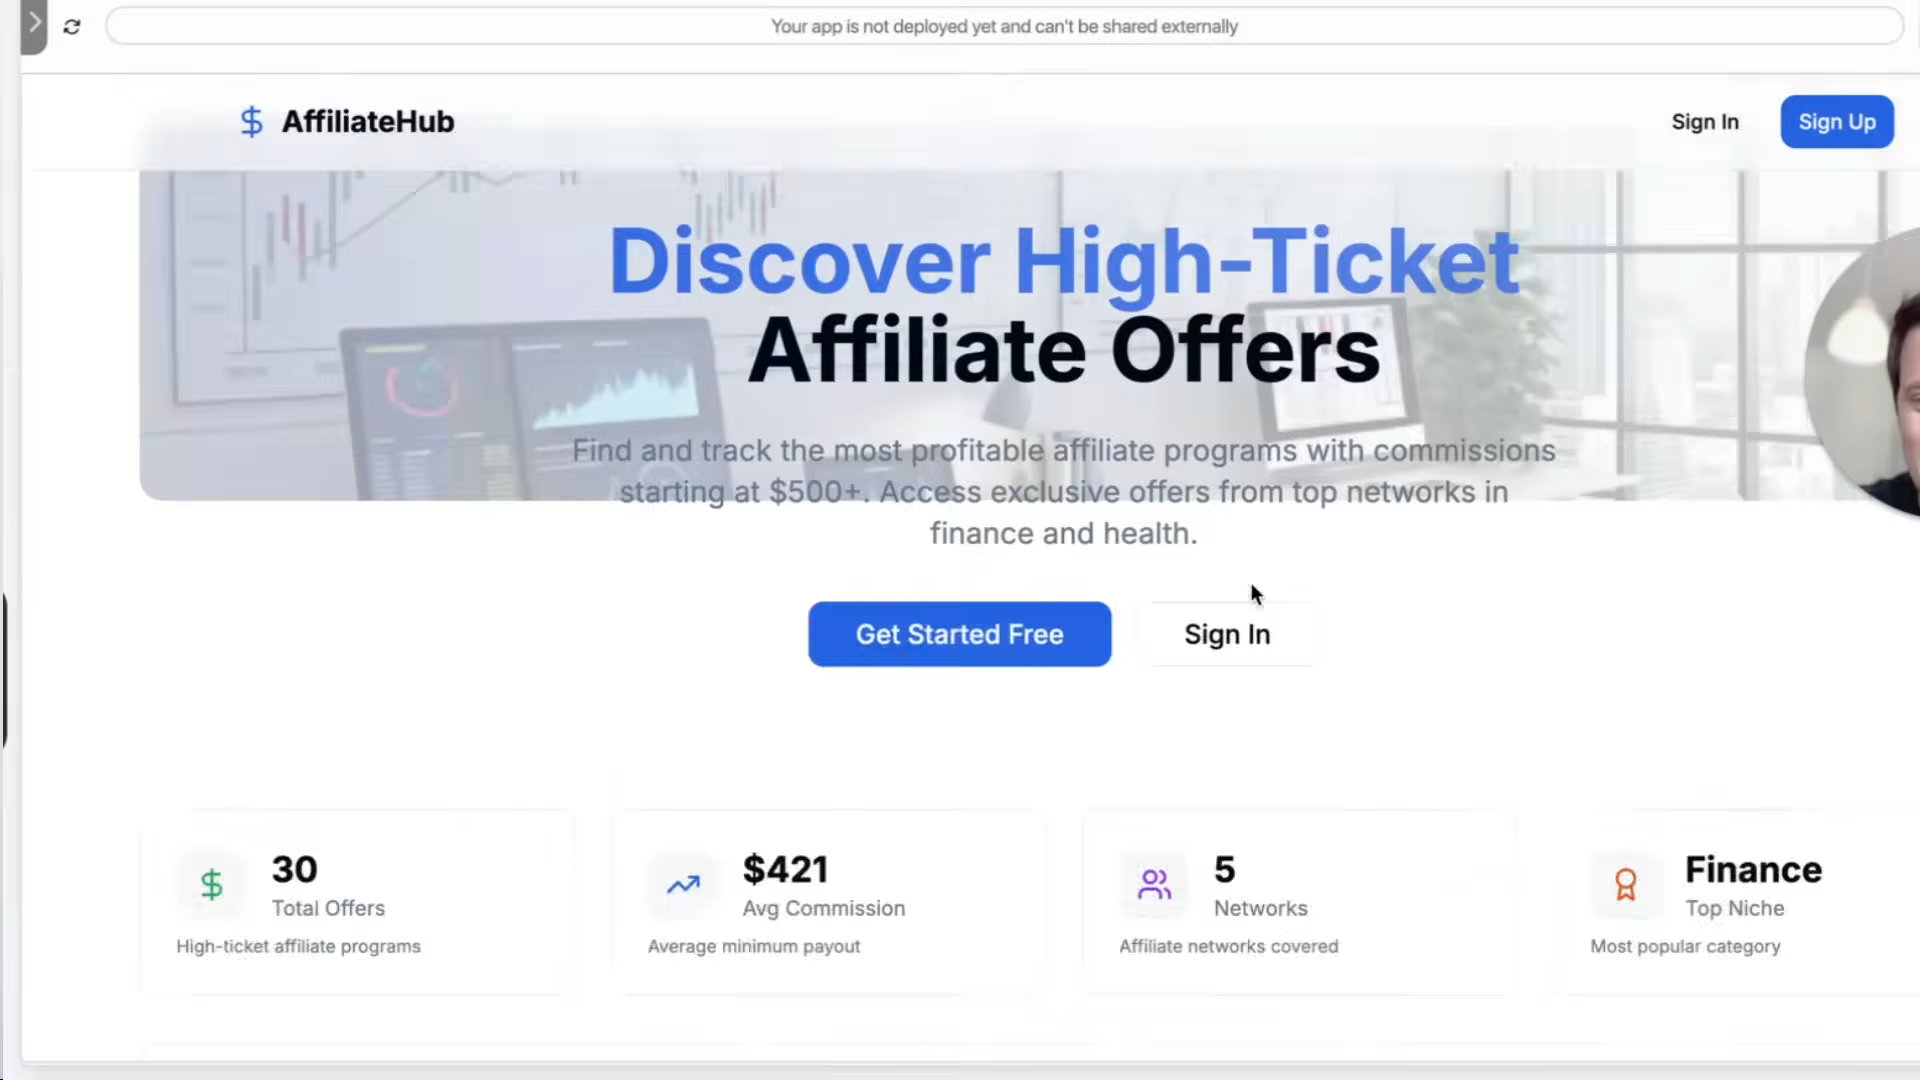 Your app is not deployed yet and can't be shared externally
AffiliateHub
Sign In
Sign Up
Discover High-Ticket
Affiliate Offers
Find and track the most profitable affiliate programs with commissions
starting at $500+. Access exclusive offers from top networks in
finance and health.
Get Started Free
Sign In
30
Total Offers
High-ticket affiliate programs
$421
Avg Commission
Average minimum payout
5
Networks
Affiliate networks covered
Finance
Top Niche
Most popular category